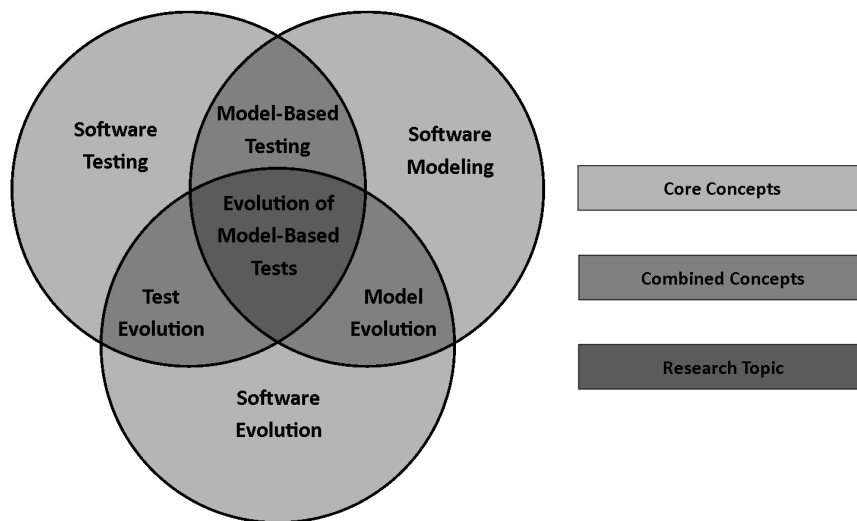 Software
Testing
Model-Based
Testing
Software
Modeling
Evolution of
Model-Based
Tests
Test
Evolution
Model
Evolution
Software
Evolution
Core Concepts
Combined Concepts
Research Topic